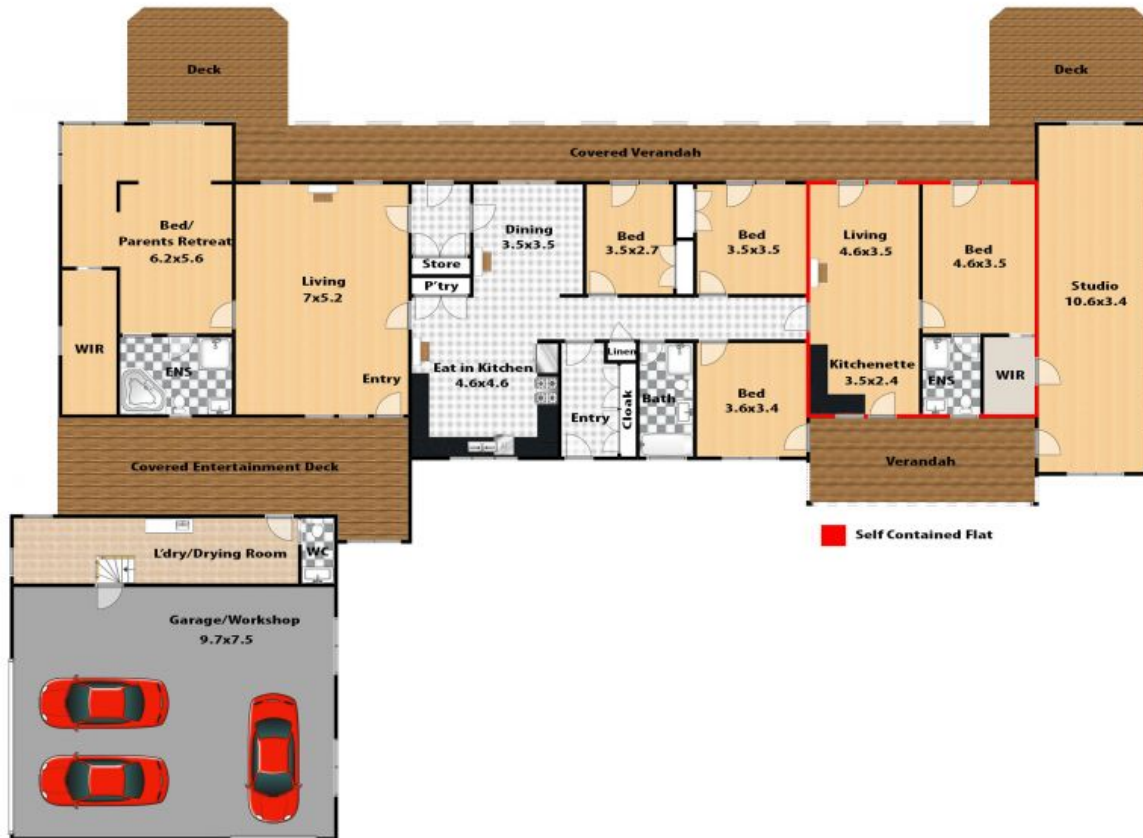 Deck
Deck
Covered Verandah
Bed/
Parents Retreat
6.2x5.6
Living
7x5.2
Store
P'try
Dining
3.5x3.5
Bed
3.5x2.7
Bed
3.5x3.5
Living
4.6x3.5
Bed
4.6x3.5
Studio
10.6x3.4
WIR
ENS
Entry
Eat in Kitchen
4.6x4.6
Linen
Entry
Cloak
Bath
Bed
3.6x3.4
Kitchenette
3.5x2.4
ENS
WIR
Covered Entertainment Deck
Verandah
Self Contained Flat
L'dry/Drying Room
WC
Garage/Workshop
9.7x7.5